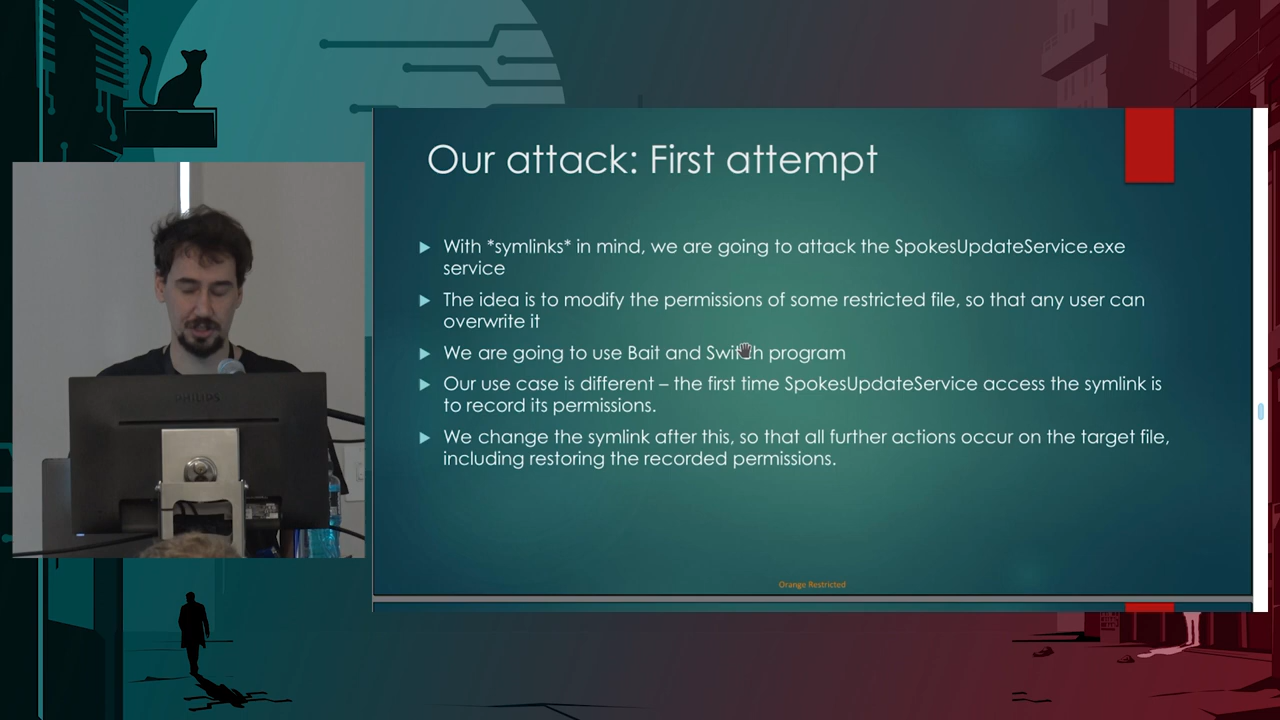 Our attack: First attempt
With *symlinks* in mind, we are going to attack the SpokesUpdateService.exe
service
The idea is to modify the permissions of some restricted file, so that any user can
overwrite it
We are going to use Bait and Switch program
Our use case is different – the first time SpokesUpdateService access the symlink is
to record its permissions.
We change the symlink after this, so that all further actions occur on the target file,
including restoring the recorded permissions.
Orange Restricted
PHILIPS